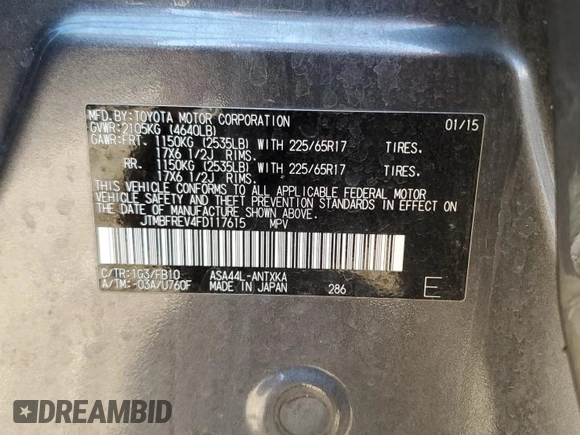 MFD.BY:TOYOTA MOTOR CORPORATION 01/15
GVWR:2105KG (4640LB)
GAWR:FRT. 1150KG (2535LB) WITH 225/65R17 TIRES.
17X6 1/2J RIMS.
RR. 1150KG (2535LB) WITH 225/65R17 TIRES.
17X6 1/2J RIMS.
THIS VEHICLE CONFORMS TO ALL APPLICABLE FEDERAL MOTOR
VEHICLE SAFETY AND THEFT PREVENTION STANDARDS IN EFFECT ON
THE DATE OF MANUFACTURE SHOWN ABOVE.
JTMBFREV4FD117615 MPV
C/TR:1G3/FB10 ASA44L-ANTXKA
A/TM:-03A/U760F MADE IN JAPAN 286 E
DREAMBID